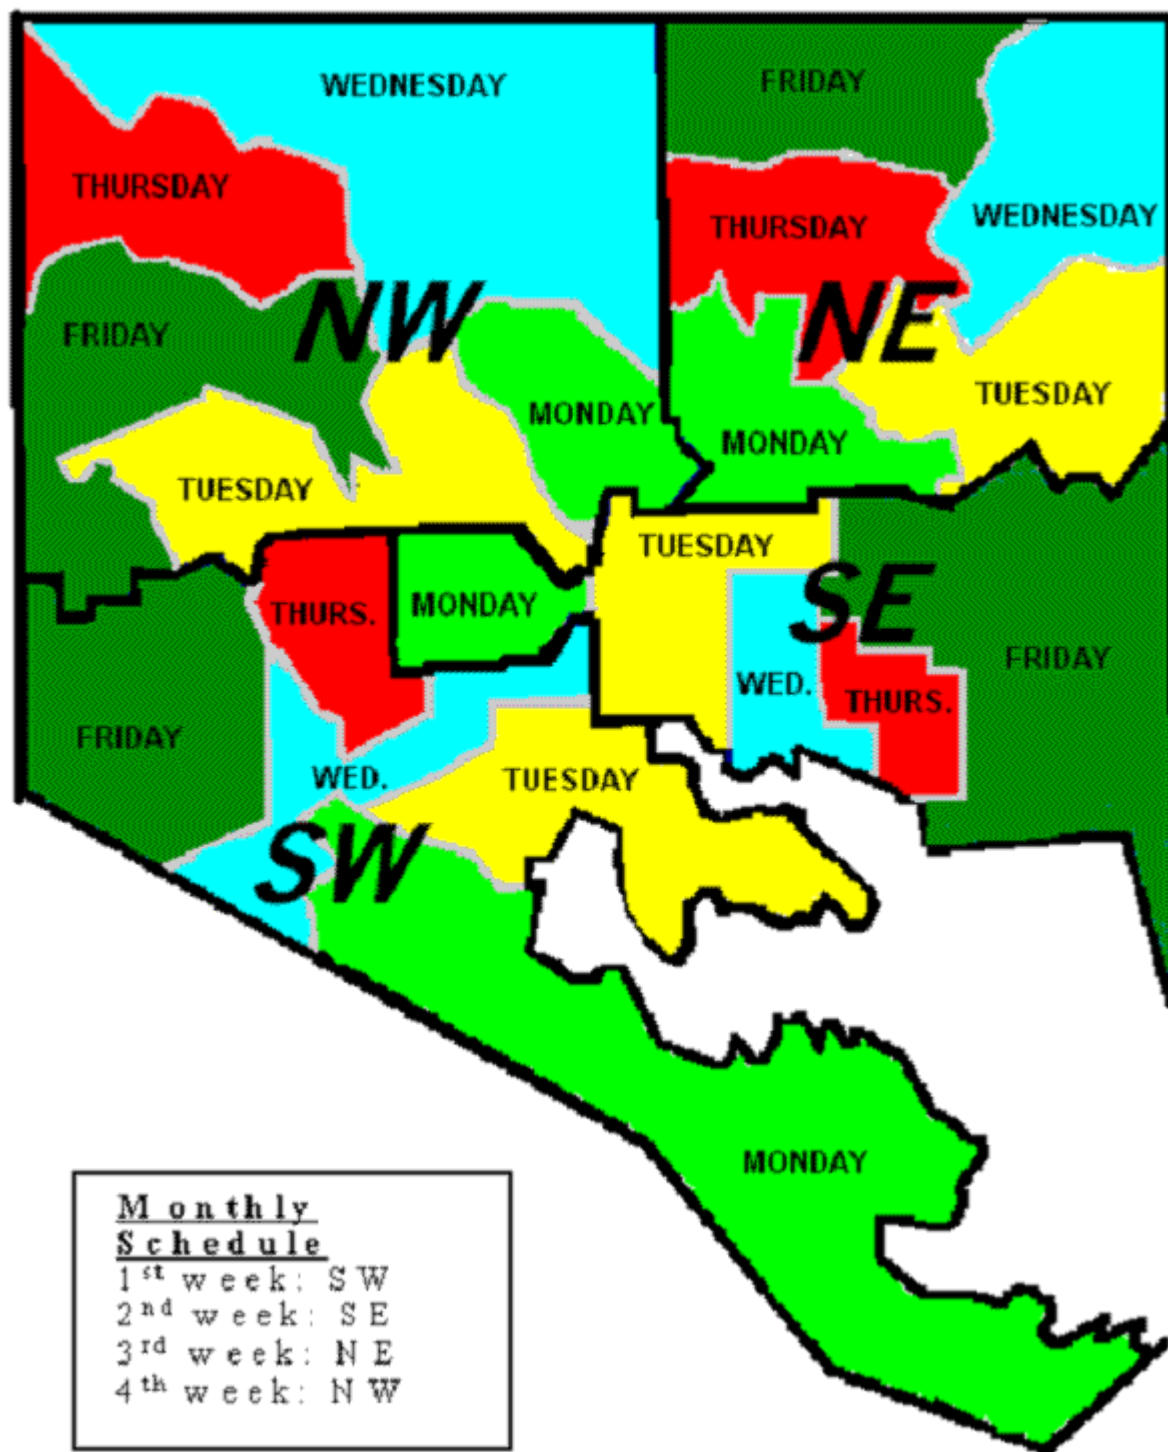 WEDNESDAY
FRIDAY
THURSDAY
WEDNESDAY
THURSDAY
NW
NE
FRIDAY
TUESDAY
MONDAY
MONDAY
TUESDAY
TUESDAY
SE
THURS.
MONDAY
FRIDAY
WED.
THURS.
FRIDAY
WED.
TUESDAY
SW
MONDAY
Monthly
Schedule
1st week: SW
2nd week: SE
3rd week: NE
4th week: NW